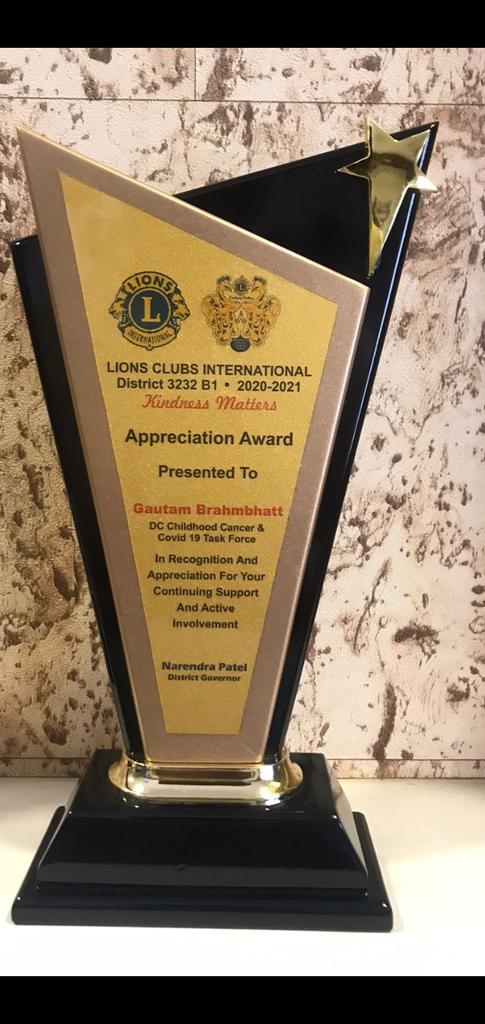 LIONS
L
INTERNATIONAL
LIONS CLUBS INTERNATIONAL
District 3232 B1 • 2020-2021
Kindness Matters
Appreciation Award
Presented To
Gautam Brahmbhatt
DC Childhood Cancer &
Covid 19 Task Force
In Recognition And
Appreciation For Your
Continuing Support
And Active
Involvement
Narendra Patel
District Governor